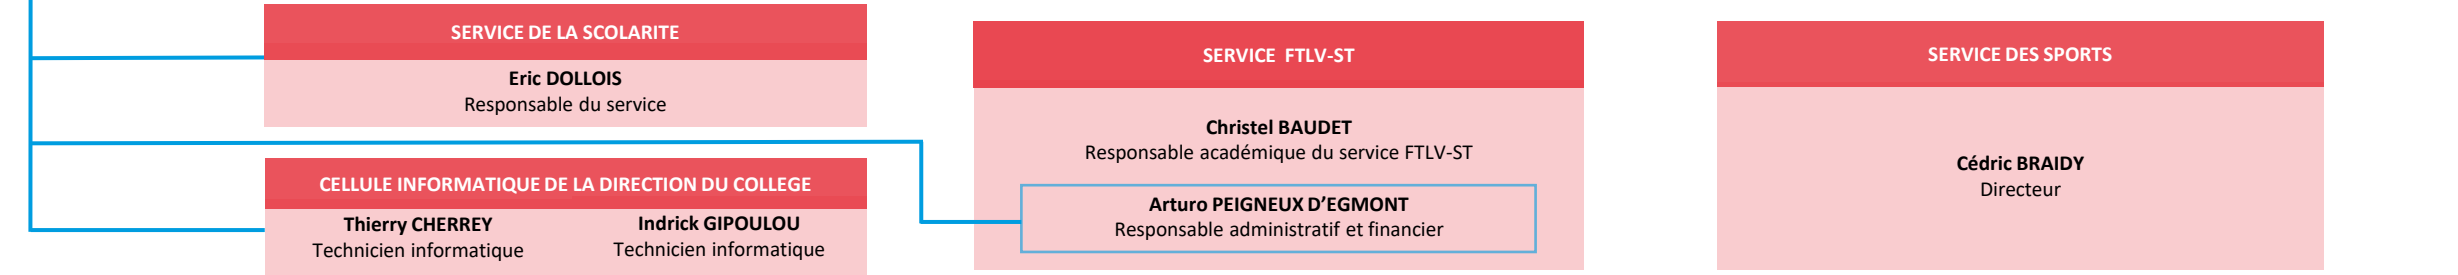 SERVICE DE LA SCOLARITE
Eric DOLLOIS
Responsable du service
CELLULE INFORMATIQUE DE LA DIRECTION DU COLLEGE
Thierry CHERREY
Technicien informatique
Indrick GIPOULOU
Technicien informatique
SERVICE FTLV-ST
Christel BAUDET
Responsable académique du service FTLV-ST
Arturo PEIGNEUX D’EGMONT
Responsable administratif et financier
SERVICE DES SPORTS
Cédric BRAIDY
Directeur